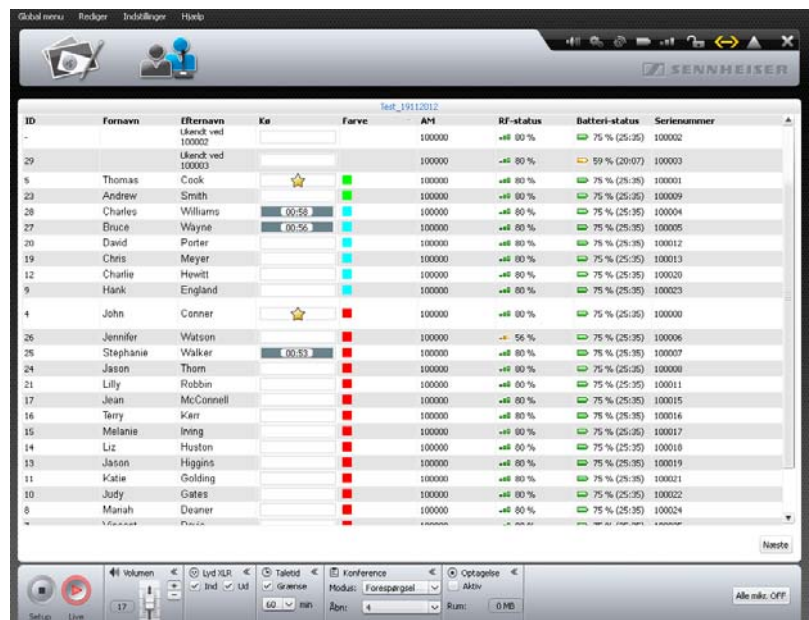 Global menu Rediger Indstillinger Hjælp
SENNHEISER
Test_19112012
ID Fornavn Efternavn Kø Farve AM RF-status Batteri-status Serienummer
- Ukendt ved 100002 100000 80 % 75 % (25:35) 100002
29 Ukendt ved 100003 100000 80 % 59 % (20:07) 100003
5 Thomas Cook 100000 80 % 75 % (25:35) 100001
23 Andrew Smith 100000 80 % 75 % (25:35) 100009
28 Charles Williams 00:58 100000 80 % 75 % (25:35) 100004
27 Bruce Wayne 00:56 100000 80 % 75 % (25:35) 100005
20 David Porter 100000 80 % 75 % (25:35) 100012
19 Chris Meyer 100000 80 % 75 % (25:35) 100013
12 Charlie Hewitt 100000 80 % 75 % (25:35) 100020
9 Hank England 100000 80 % 75 % (25:35) 100023
4 John Conner 100000 80 % 75 % (25:35) 100000
26 Jennifer Watson 100000 56 % 75 % (25:35) 100006
25 Stephanie Walker 00:53 100000 80 % 75 % (25:35) 100007
24 Jason Thorn 100000 80 % 75 % (25:35) 100008
21 Lilly Robbin 100000 80 % 75 % (25:35) 100011
17 Jean McConnell 100000 80 % 75 % (25:35) 100015
16 Terry Kerr 100000 80 % 75 % (25:35) 100016
15 Melanie Irving 100000 80 % 75 % (25:35) 100017
14 Liz Huston 100000 80 % 75 % (25:35) 100018
13 Jason Higgins 100000 80 % 75 % (25:35) 100019
11 Katie Golding 100000 80 % 75 % (25:35) 100021
10 Judy Gates 100000 80 % 75 % (25:35) 100022
8 Mariah Deaner 100000 80 % 75 % (25:35) 100024
Næste
Volumen Lyd XLR Taletid Konference Optagelse
Ind Ud Grænse Modus: Forespørgsel Aktiv
17 60 min Åbn: 4 Rum: 0 MB
Setup Live
Alle mikr. OFF